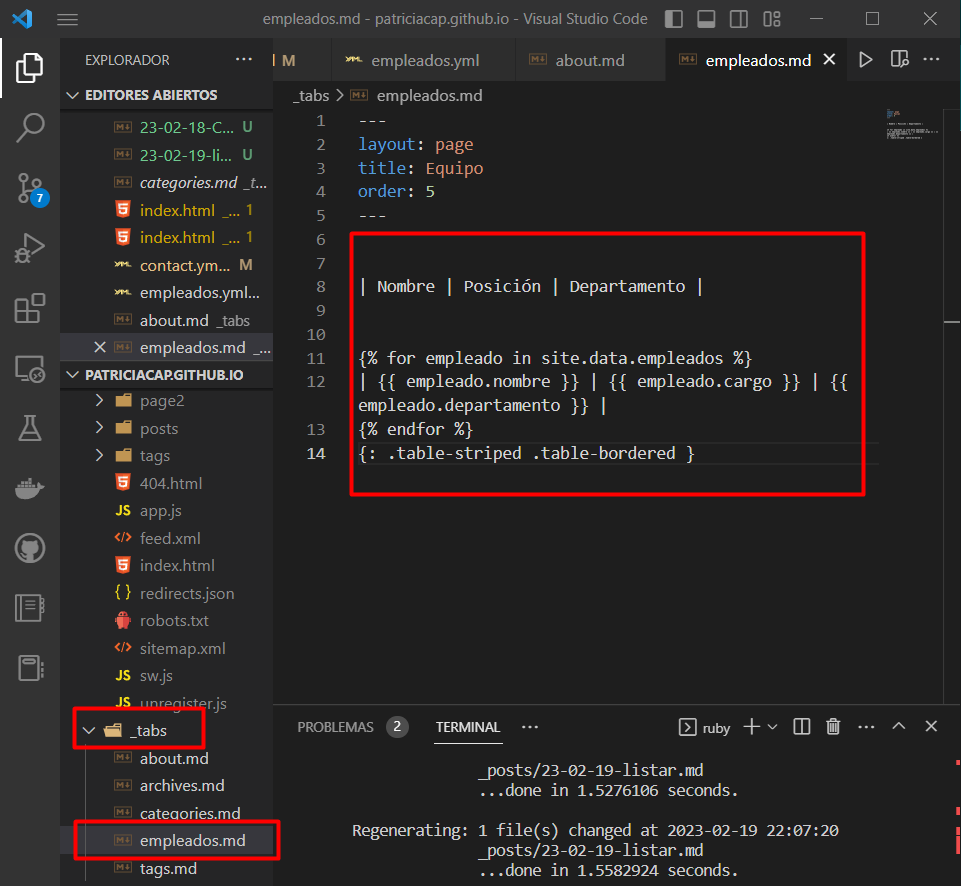 empleados.md - patriciacap.github.io - Visual Studio Code
EXPLORADOR
M
empleados.yml
about.md
empleados.md
EDITORES ABIERTOS
23-02-18-C... U
23-02-19-li... U
categories.md _t...
index.html _... 1
index.html _... 1
contact.ym... M
empleados.yml...
about.md _tabs
empleados.md _...
PATRICIACAP.GITHUB.IO
page2
posts
tags
404.html
app.js
feed.xml
index.html
redirects.json
robots.txt
sitemap.xml
sw.js
unregister.js
_tabs
about.md
archives.md
categories.md
empleados.md
tags.md
7
_tabs > empleados.md
1 ---
2 layout: page
3 title: Equipo
4 order: 5
5 ---
6
7
8 | Nombre | Posición | Departamento |
9
10
11 {% for empleado in site.data.empleados %}
12 | {{ empleado.nombre }} | {{ empleado.cargo }} | {{
empleado.departamento }} |
13 {% endfor %}
14 {: .table-striped .table-bordered }
PROBLEMAS 2 TERMINAL ... ruby
_posts/23-02-19-listar.md
...done in 1.5276106 seconds.
Regenerating: 1 file(s) changed at 2023-02-19 22:07:20
_posts/23-02-19-listar.md
...done in 1.5582924 seconds.